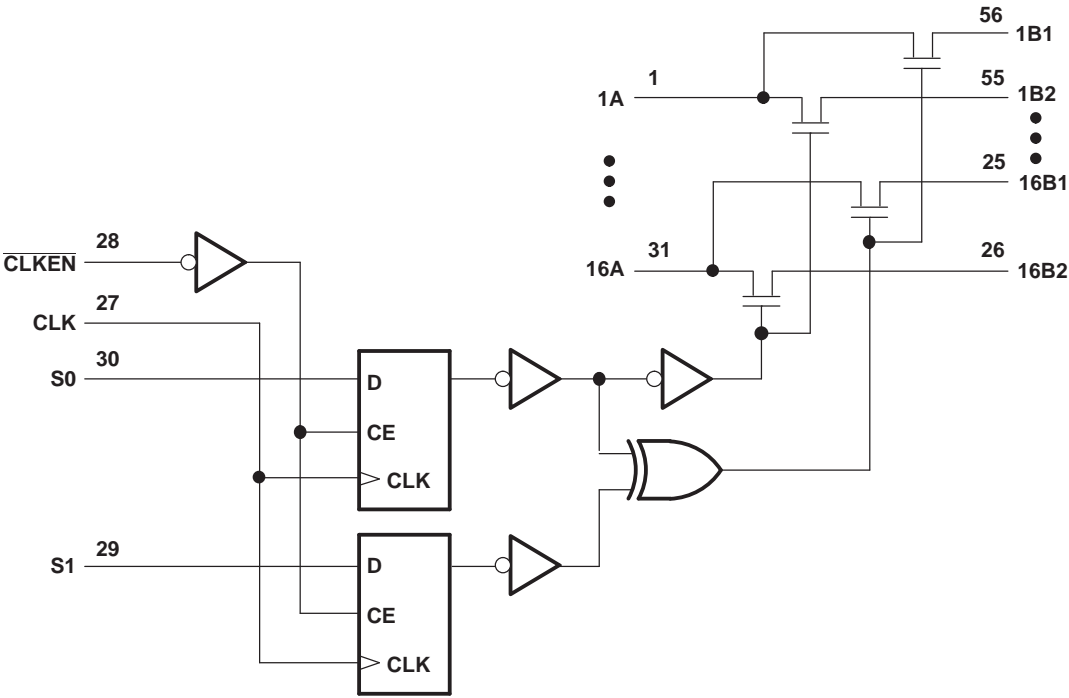 56
1B1
1
1A
55
1B2
25
16B1
31
16A
26
16B2
28
CLKEN
27
CLK
30
S0
D
CE
CLK
29
S1
D
CE
CLK